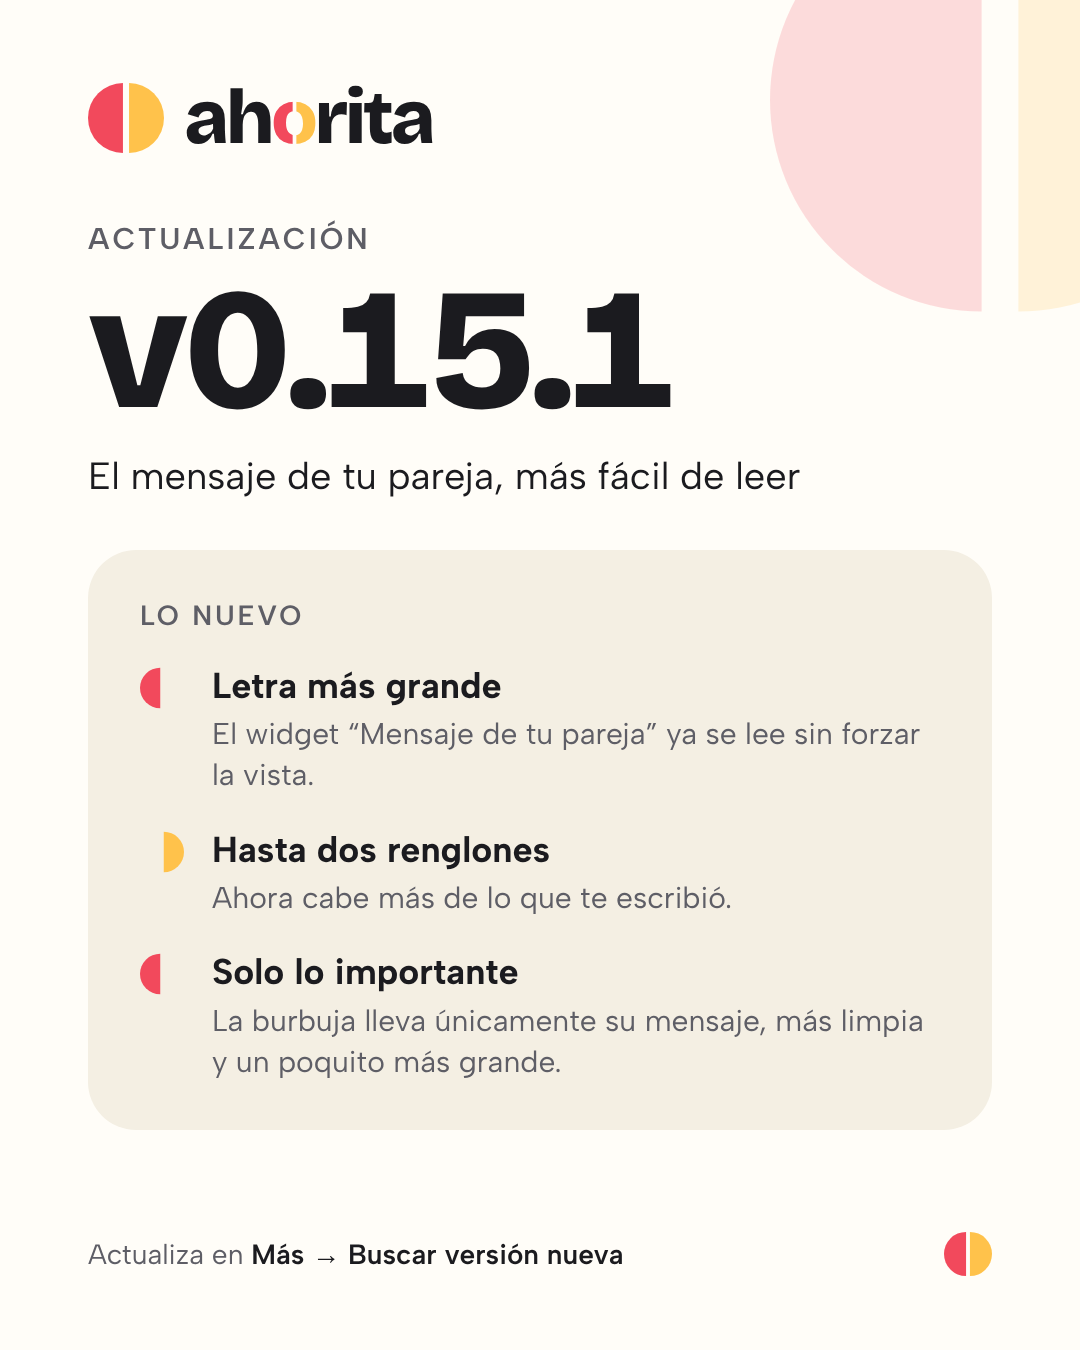 ahorita
ACTUALIZACIÓN
v0.15.1
El mensaje de tu pareja, más fácil de leer
LO NUEVO
Letra más grande
El widget “Mensaje de tu pareja” ya se lee sin forzar
la vista.
Hasta dos renglones
Ahora cabe más de lo que te escribió.
Solo lo importante
La burbuja lleva únicamente su mensaje, más limpia
y un poquito más grande.
Actualiza en Más → Buscar versión nueva